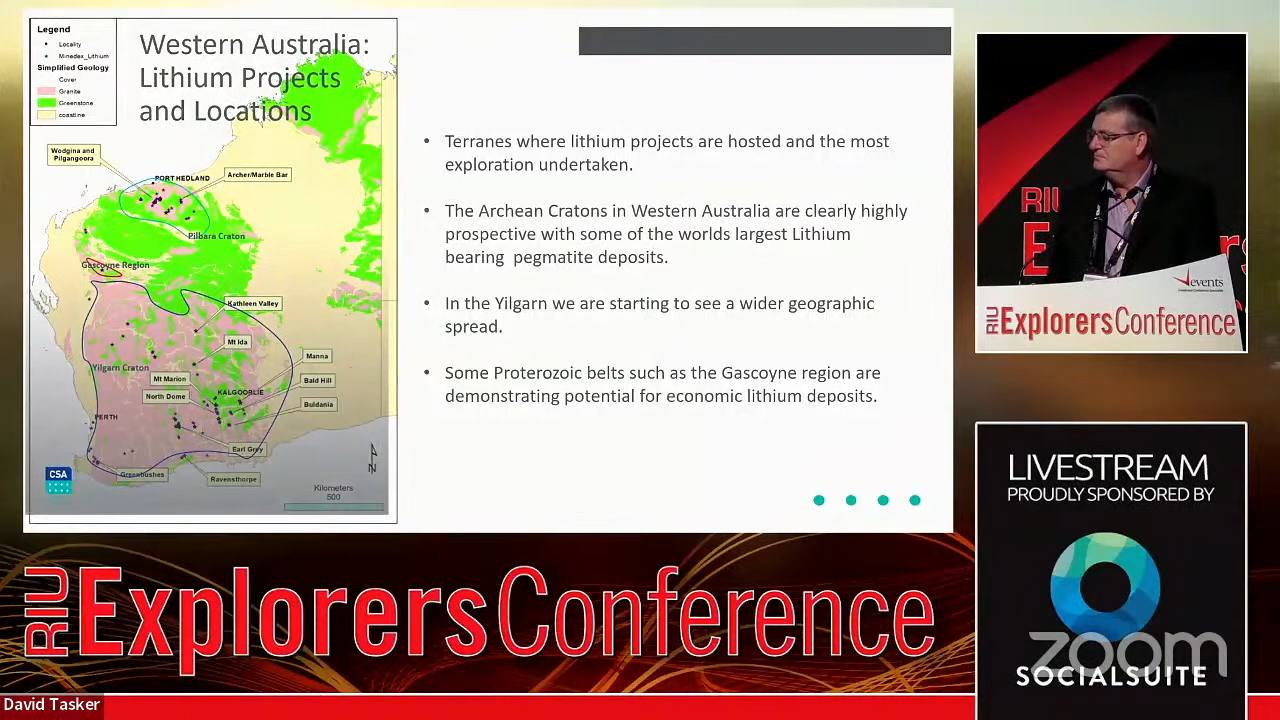 Legend
Locality
Minedex_Lithium
Simplified Geology
Cover
Granite
Greenstone
coastline
Western Australia:
Lithium Projects
and Locations
Wodgina and
Pilgangoora
PORT HEDLAND
Archer/Marble Bar
Pilbara Craton
Gascoyne Region
Kathleen Valley
Mt Ida
Manna
Yilgarn Craton
Mt Marion
Bald Hill
North Dome
KALGOORLIE
Buldania
PERTH
Earl Grey
Greenbushes
Ravensthorpe
CSA
N
Kilometers
500
• Terranes where lithium projects are hosted and the most
exploration undertaken.
• The Archean Cratons in Western Australia are clearly highly
prospective with some of the worlds largest Lithium
bearing pegmatite deposits.
• In the Yilgarn we are starting to see a wider geographic
spread.
• Some Proterozoic belts such as the Gascoyne region are
demonstrating potential for economic lithium deposits.
RIU
E
events
RIU ExplorersConference
LIVESTREAM
PROUDLY SPONSORED BY
zoom
SOCIALSUITE
RIU ExplorersConference
David Tasker